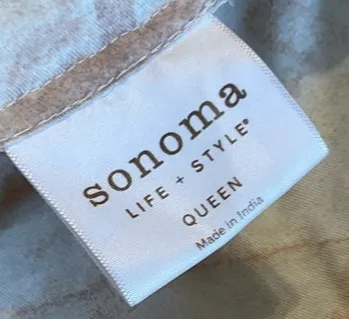 sonoma
LIFE + STYLE®
QUEEN
Made in India